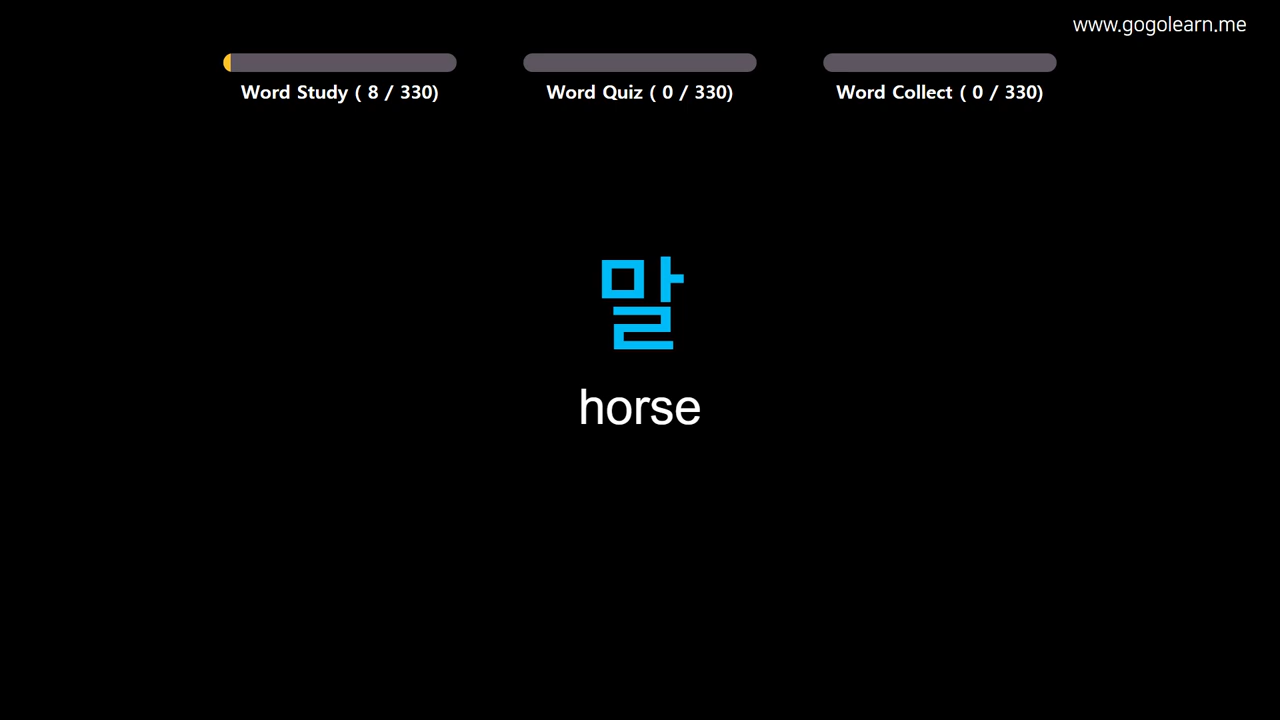 www.gogolearn.me
Word Study ( 8 / 330)
Word Quiz ( 0 / 330)
Word Collect ( 0 / 330)
말
horse